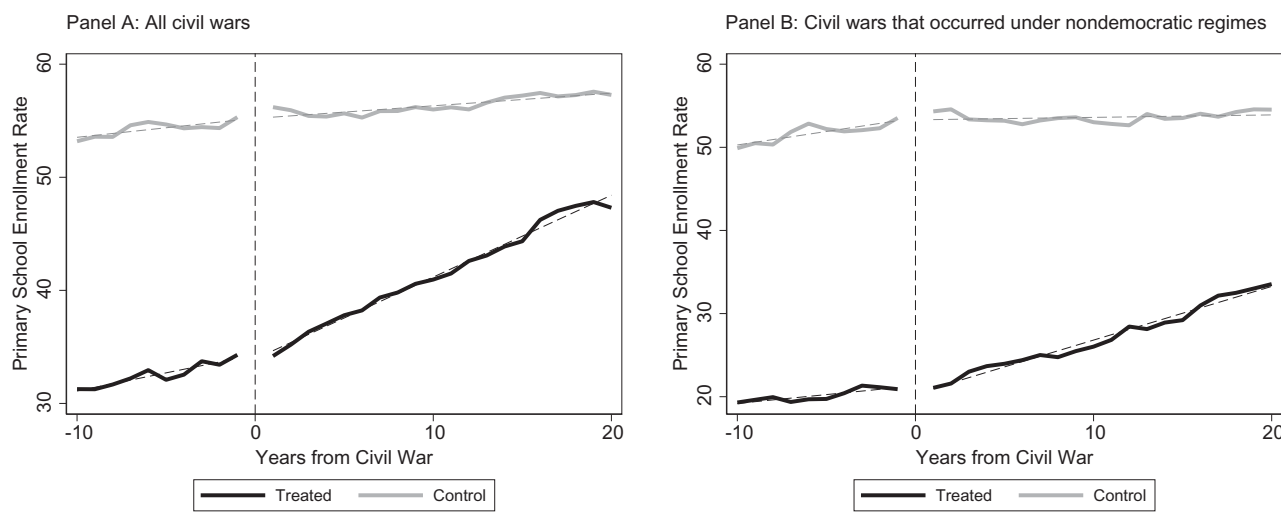 Panel A: All civil wars
Primary School Enrollment Rate
60
50
40
30
-10 0 10 20
Years from Civil War
Treated Control
Panel B: Civil wars that occurred under nondemocratic regimes
Primary School Enrollment Rate
60
50
40
30
20
-10 0 10 20
Years from Civil War
Treated Control